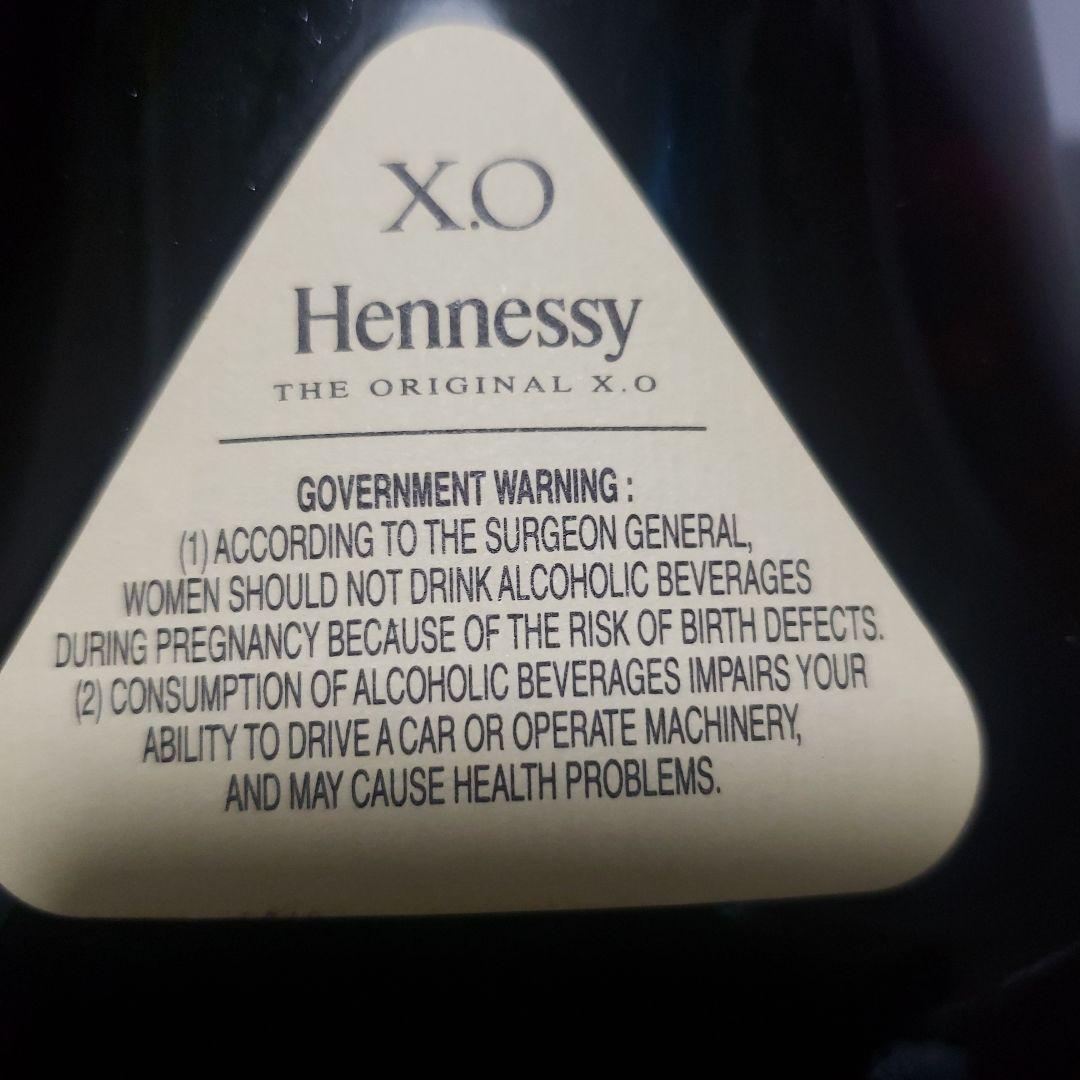 X.O
Hennessy
THE ORIGINAL X.O
GOVERNMENT WARNING :
(1) ACCORDING TO THE SURGEON GENERAL,
WOMEN SHOULD NOT DRINK ALCOHOLIC BEVERAGES
DURING PREGNANCY BECAUSE OF THE RISK OF BIRTH DEFECTS.
(2) CONSUMPTION OF ALCOHOLIC BEVERAGES IMPAIRS YOUR
ABILITY TO DRIVE A CAR OR OPERATE MACHINERY,
AND MAY CAUSE HEALTH PROBLEMS.